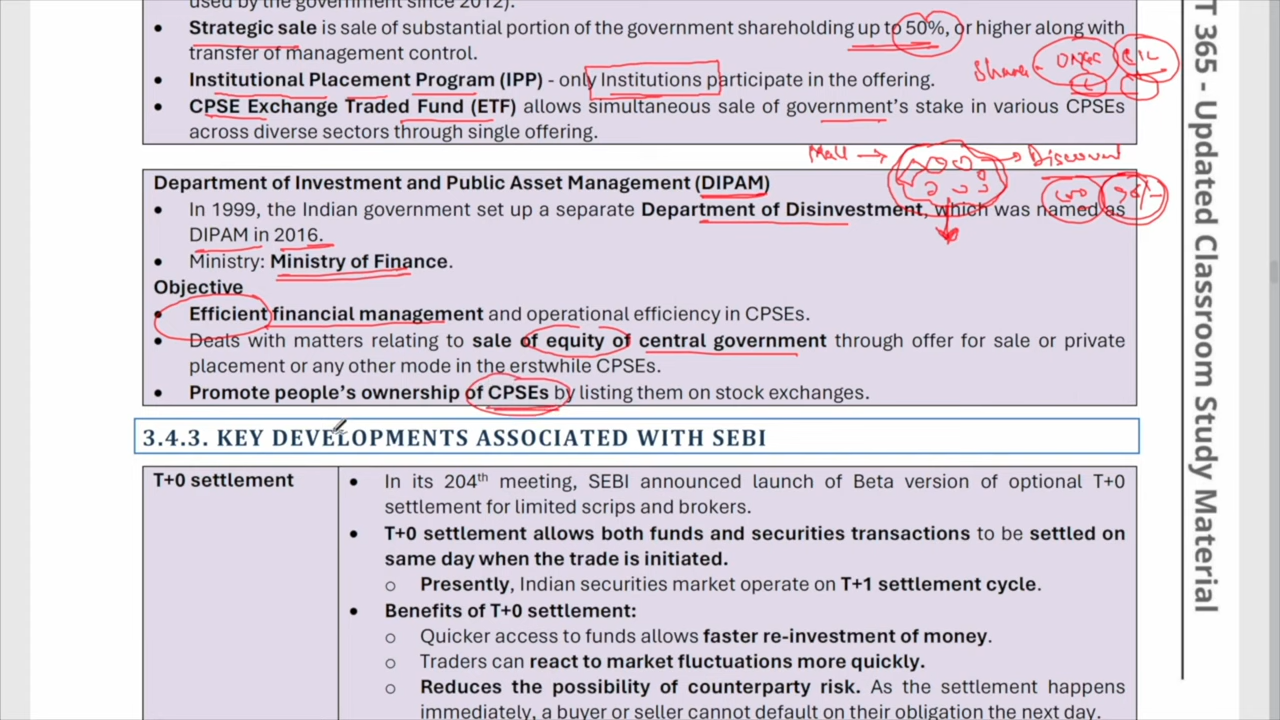 used by the government since 2012).
• Strategic sale is sale of substantial portion of the government shareholding up to 50%, or higher along with
transfer of management control.
• Institutional Placement Program (IPP) - only Institutions participate in the offering.
• CPSE Exchange Traded Fund (ETF) allows simultaneous sale of government's stake in various CPSEs
across diverse sectors through single offering.
Share
ONGC
Mall →
→ Discount
Department of Investment and Public Asset Management (DIPAM)
• In 1999, the Indian government set up a separate Department of Disinvestment, which was named as
DIPAM in 2016.
• Ministry: Ministry of Finance.
Objective
• Efficient financial management and operational efficiency in CPSEs.
• Deals with matters relating to sale of equity of central government through offer for sale or private
placement or any other mode in the erstwhile CPSEs.
• Promote people's ownership of CPSEs by listing them on stock exchanges.
3.4.3. KEY DEVELOPMENTS ASSOCIATED WITH SEBI
T+0 settlement
• In its 204th meeting, SEBI announced launch of Beta version of optional T+0
settlement for limited scrips and brokers.
• T+0 settlement allows both funds and securities transactions to be settled on
same day when the trade is initiated.
o Presently, Indian securities market operate on T+1 settlement cycle.
• Benefits of T+0 settlement:
o Quicker access to funds allows faster re-investment of money.
o Traders can react to market fluctuations more quickly.
o Reduces the possibility of counterparty risk. As the settlement happens
immediately, a buyer or seller cannot default on their obligation the next day.
T 365 - Updated Classroom Study Material